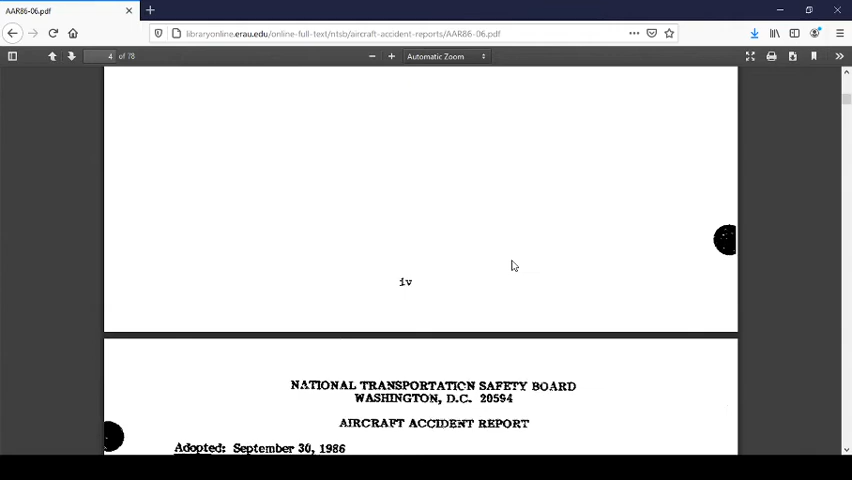 AAR86-06.pdf
libraryonline.erau.edu/online-full-text/ntsb/aircraft-accident-reports/AAR86-06.pdf
4 of 78
Automatic Zoom
iv
NATIONAL TRANSPORTATION SAFETY BOARD
WASHINGTON, D.C. 20594
AIRCRAFT ACCIDENT REPORT
Adopted: September 30, 1986